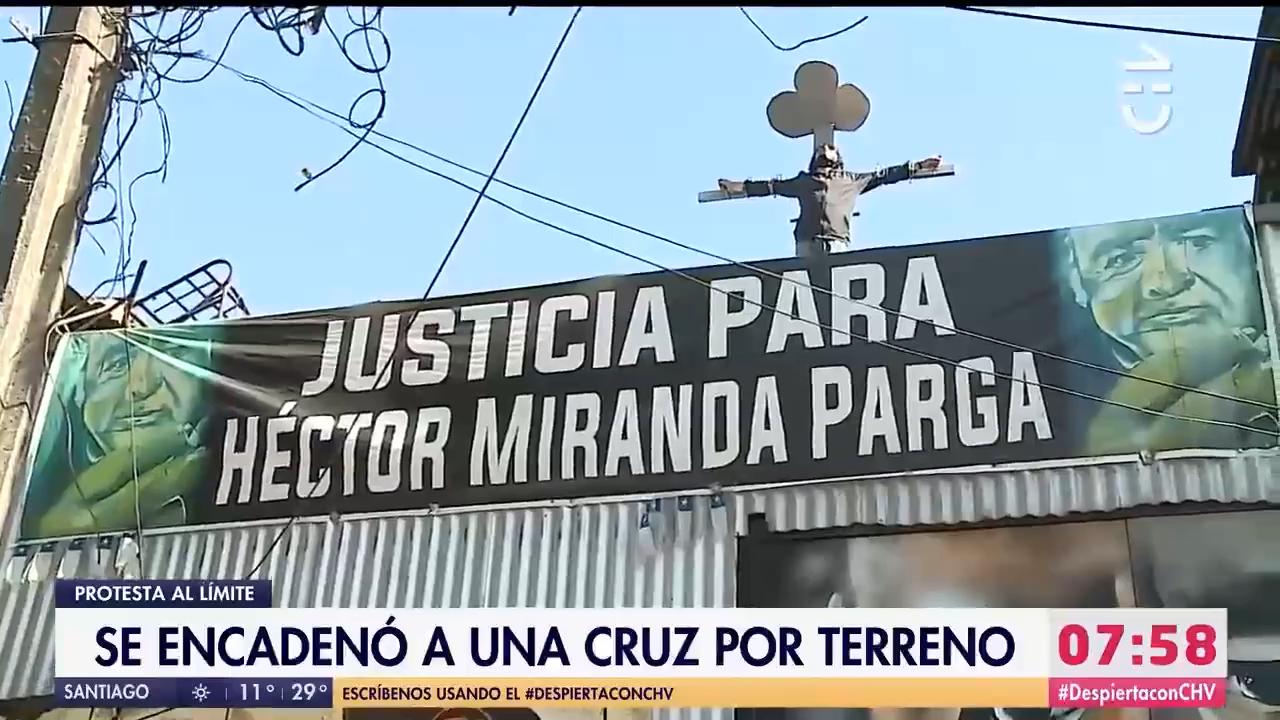 CH1
JUSTICIA PARA
HÉCTOR MIRANDA PARGA
PROTESTA AL LÍMITE
SE ENCADENÓ A UNA CRUZ POR TERRENO
07:58
SANTIAGO 11° 29° ESCRÍBENOS USANDO EL #DESPIERTACONCHV
#DespiertaconCHV